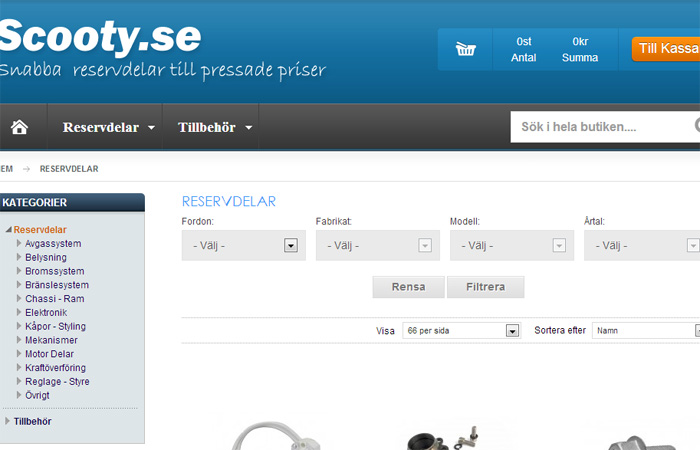 Scooty.se
Snabba reservdelar till pressade priser
0st
Antal
0kr
Summa
Till Kassa
Reservdelar
Tillbehör
Sök i hela butiken....
EM
RESERVDELAR
KATEGORIER
Reservdelar
Avgassystem
Belysning
Bromssystem
Bränslesystem
Chassi - Ram
Elektronik
Kåpor - Styling
Mekanismer
Motor Delar
Kraftöverföring
Reglage - Styre
Övrigt
Tillbehör
RESERVDELAR
Fordon:
Fabrikat:
Modell:
Årtal:
- Välj -
- Välj -
- Välj -
- Välj -
Rensa
Filtrera
Visa
66 per sida
Sortera efter
Namn